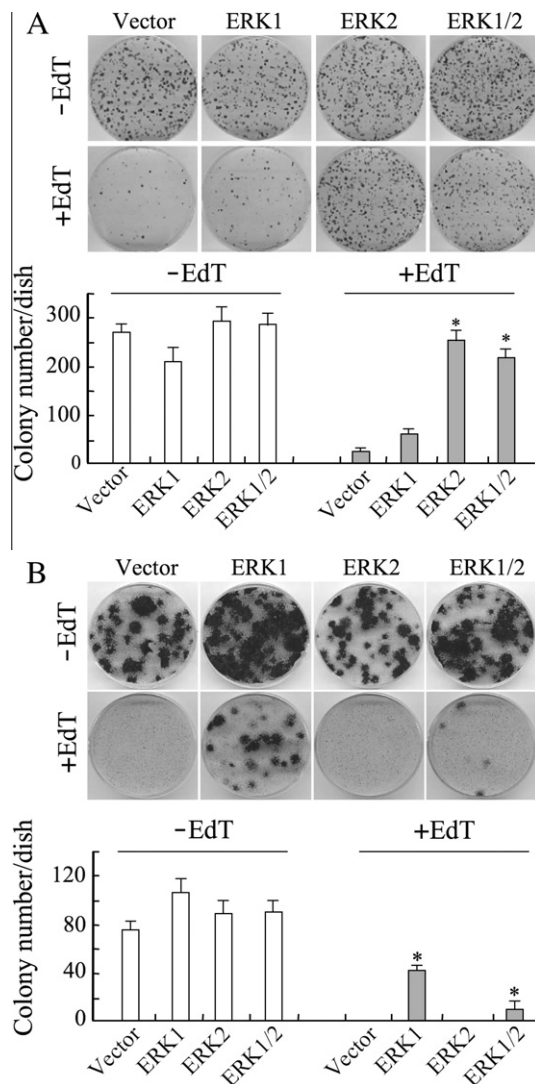 A
Vector ERK1 ERK2 ERK1/2
-EdT
+EdT
-EdT +EdT
Colony number/dish
300
200
100
0
* *
Vector ERK1 ERK2 ERK1/2 Vector ERK1 ERK2 ERK1/2
B
Vector ERK1 ERK2 ERK1/2
-EdT
+EdT
-EdT +EdT
Colony number/dish
120
80
40
0
* *
Vector ERK1 ERK2 ERK1/2 Vector ERK1 ERK2 ERK1/2